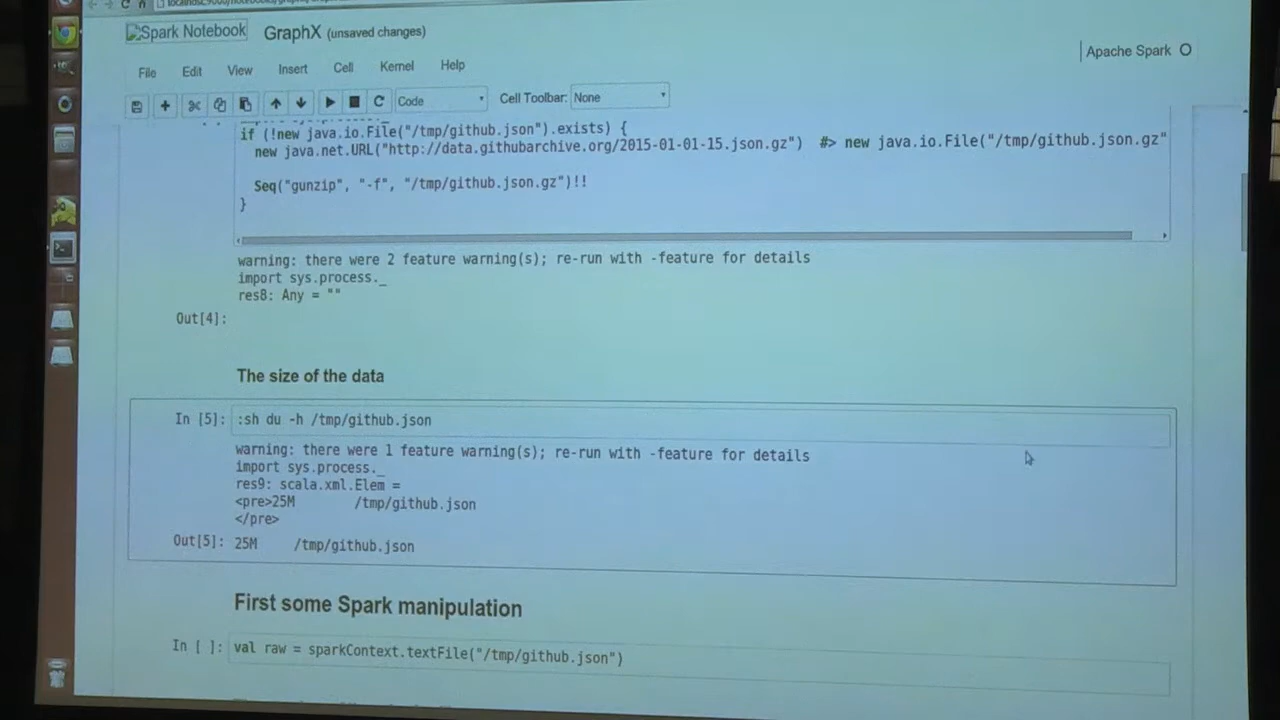 Spark Notebook GraphX (unsaved changes)
Apache Spark
File Edit View Insert Cell Kernel Help
Code Cell Toolbar: None
if (!new java.io.File("/tmp/github.json").exists) {
new java.net.URL("http://data.githubarchive.org/2015-01-01-15.json.gz") #> new java.io.File("/tmp/github.json.gz"
Seq("gunzip", "-f", "/tmp/github.json.gz")!!
}
warning: there were 2 feature warning(s); re-run with -feature for details
import sys.process._
res8: Any = ""
Out[4]:
The size of the data
In [5]: :sh du -h /tmp/github.json
warning: there were 1 feature warning(s); re-run with -feature for details
import sys.process._
res9: scala.xml.Elem =
<pre>25M /tmp/github.json
</pre>
Out[5]: 25M /tmp/github.json
First some Spark manipulation
In [ ]: val raw = sparkContext.textFile("/tmp/github.json")